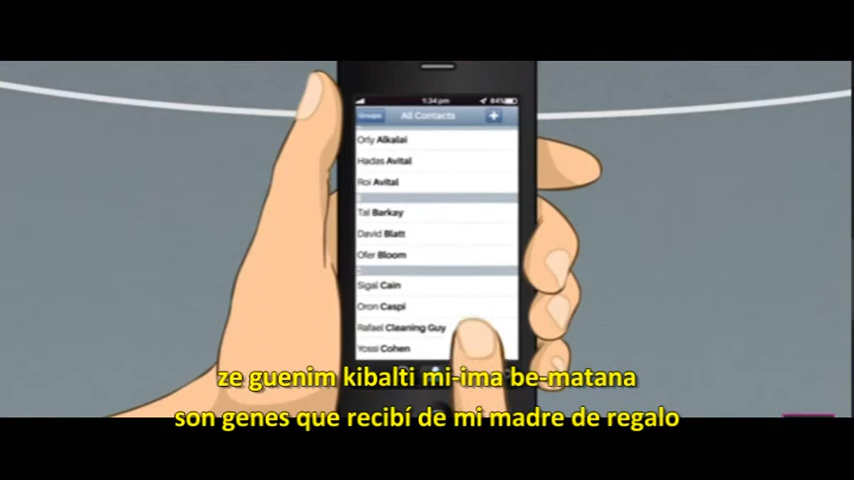 1:34 pm 84%
Groups All Contacts +
Orly Alkalai
Hadas Avital
Roi Avital
Tal Barkay
David Blatt
Ofer Bloom
Sigal Cain
Oron Caspi
Rafael Cleaning Guy
Yossi Cohen
ze guenim kibalti mi-ima be-matana
son genes que recibí de mi madre de regalo